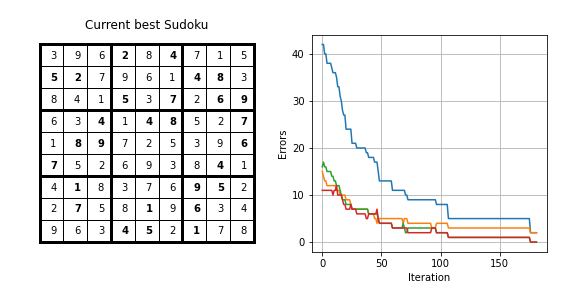 Current best Sudoku
3 9 6 2 8 4 7 1 5
5 2 7 9 6 1 4 8 3
8 4 1 5 3 7 2 6 9
6 3 4 1 4 8 5 2 7
1 8 9 7 2 5 3 9 6
7 5 2 6 9 3 8 4 1
4 1 8 3 7 6 9 5 2
2 7 5 8 1 9 6 3 4
9 6 3 4 5 2 1 7 8
Errors
40
30
20
10
0
0 50 100 150
Iteration